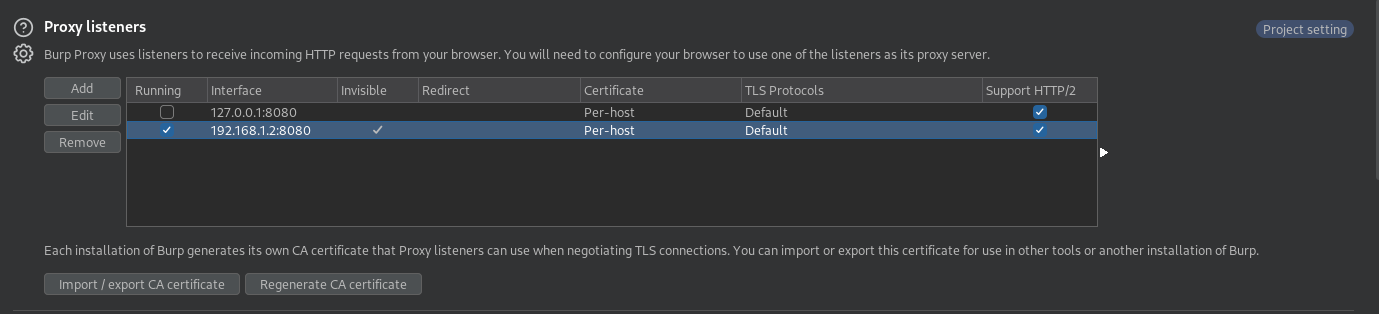 Proxy listeners
Project setting
Burp Proxy uses listeners to receive incoming HTTP requests from your browser. You will need to configure your browser to use one of the listeners as its proxy server.
Add
Edit
Remove
Running Interface Invisible Redirect Certificate TLS Protocols Support HTTP/2
127.0.0.1:8080 Per-host Default
192.168.1.2:8080 Per-host Default
Each installation of Burp generates its own CA certificate that Proxy listeners can use when negotiating TLS connections. You can import or export this certificate for use in other tools or another installation of Burp.
Import / export CA certificate Regenerate CA certificate